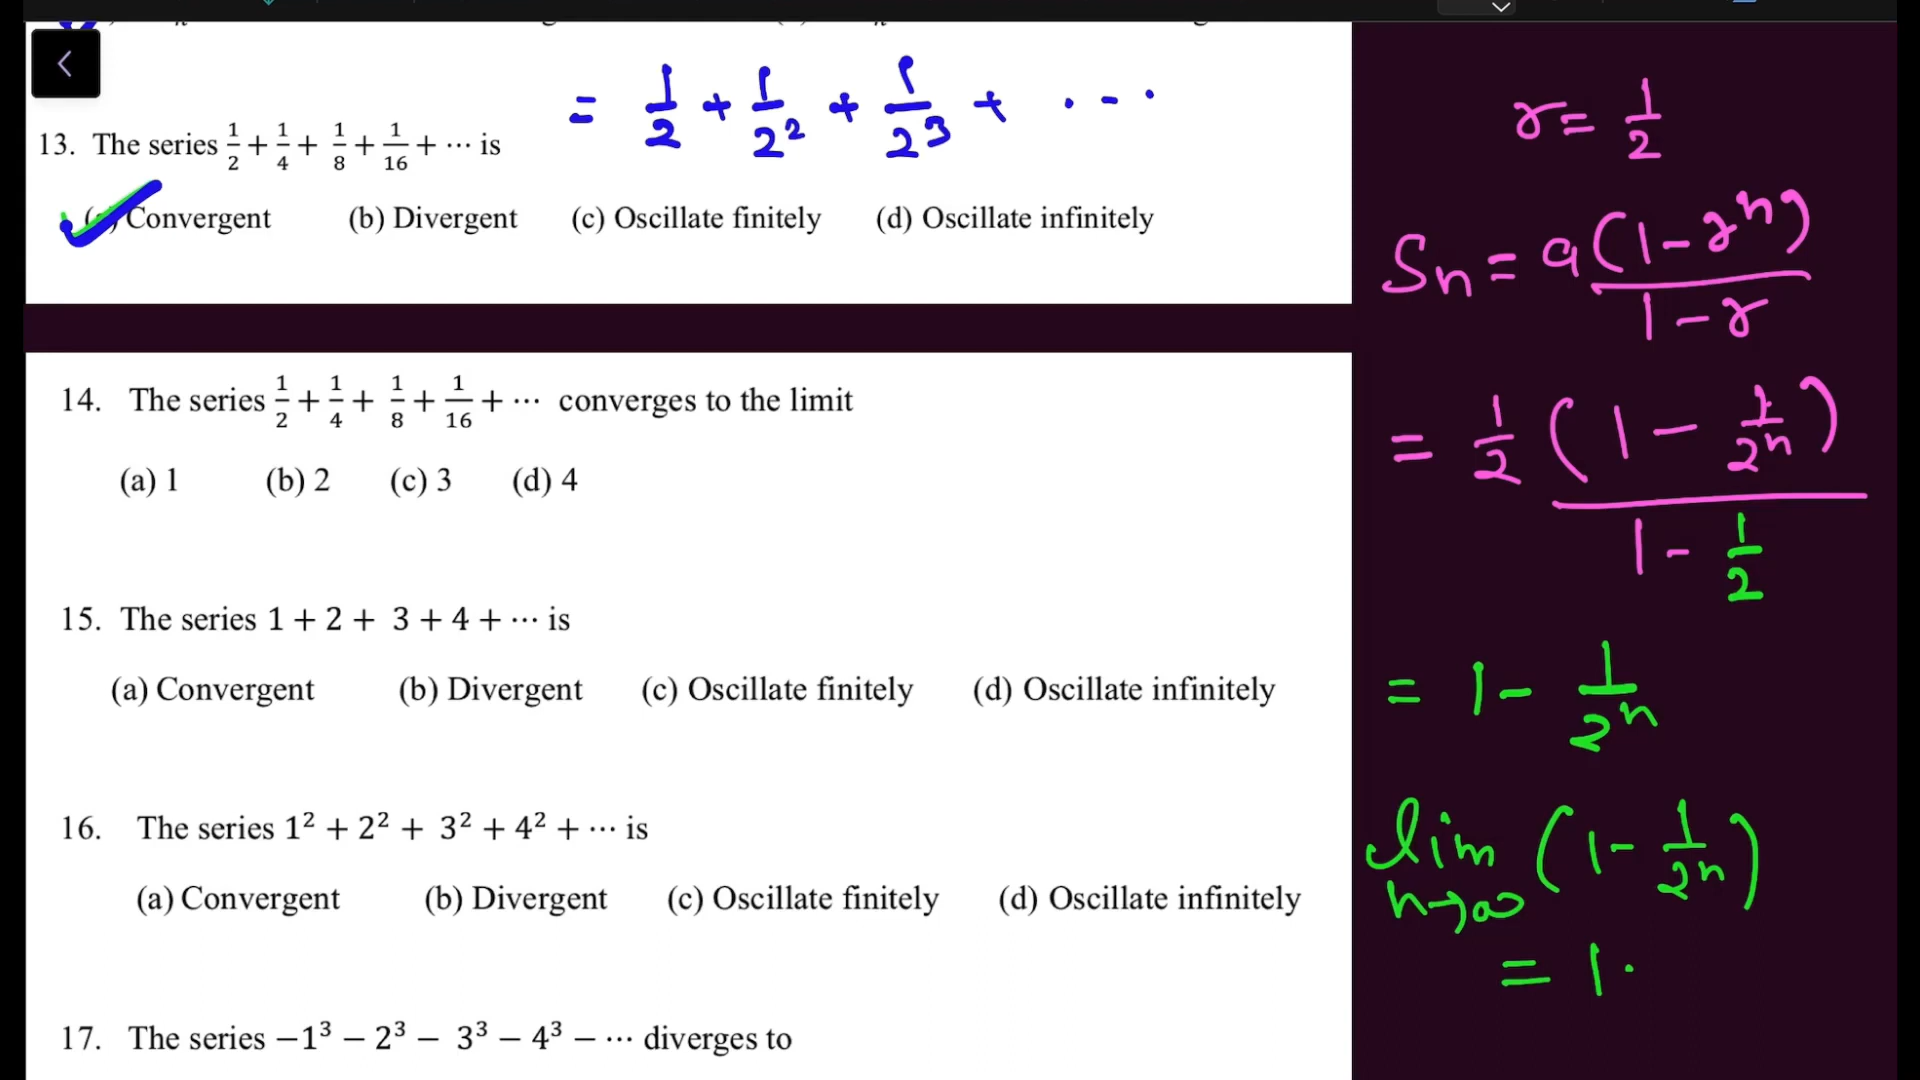 = 1/2 + 1/2² + 1/2³ + ...
13. The series 1/2 + 1/4 + 1/8 + 1/16 + ⋯ is
Convergent (b) Divergent (c) Oscillate finitely (d) Oscillate infinitely
14. The series 1/2 + 1/4 + 1/8 + 1/16 + ⋯ converges to the limit
(a) 1 (b) 2 (c) 3 (d) 4
15. The series 1 + 2 + 3 + 4 + ⋯ is
(a) Convergent (b) Divergent (c) Oscillate finitely (d) Oscillate infinitely
16. The series 1² + 2² + 3² + 4² + ⋯ is
(a) Convergent (b) Divergent (c) Oscillate finitely (d) Oscillate infinitely
17. The series −1³ − 2³ − 3³ − 4³ − ⋯ diverges to
r = 1/2
Sn = a(1-rⁿ)/(1-r)
= 1/2 (1 - 1/2ⁿ)/(1 - 1/2)
= 1 - 1/2ⁿ
lim n→∞ (1 - 1/2ⁿ)
= 1.